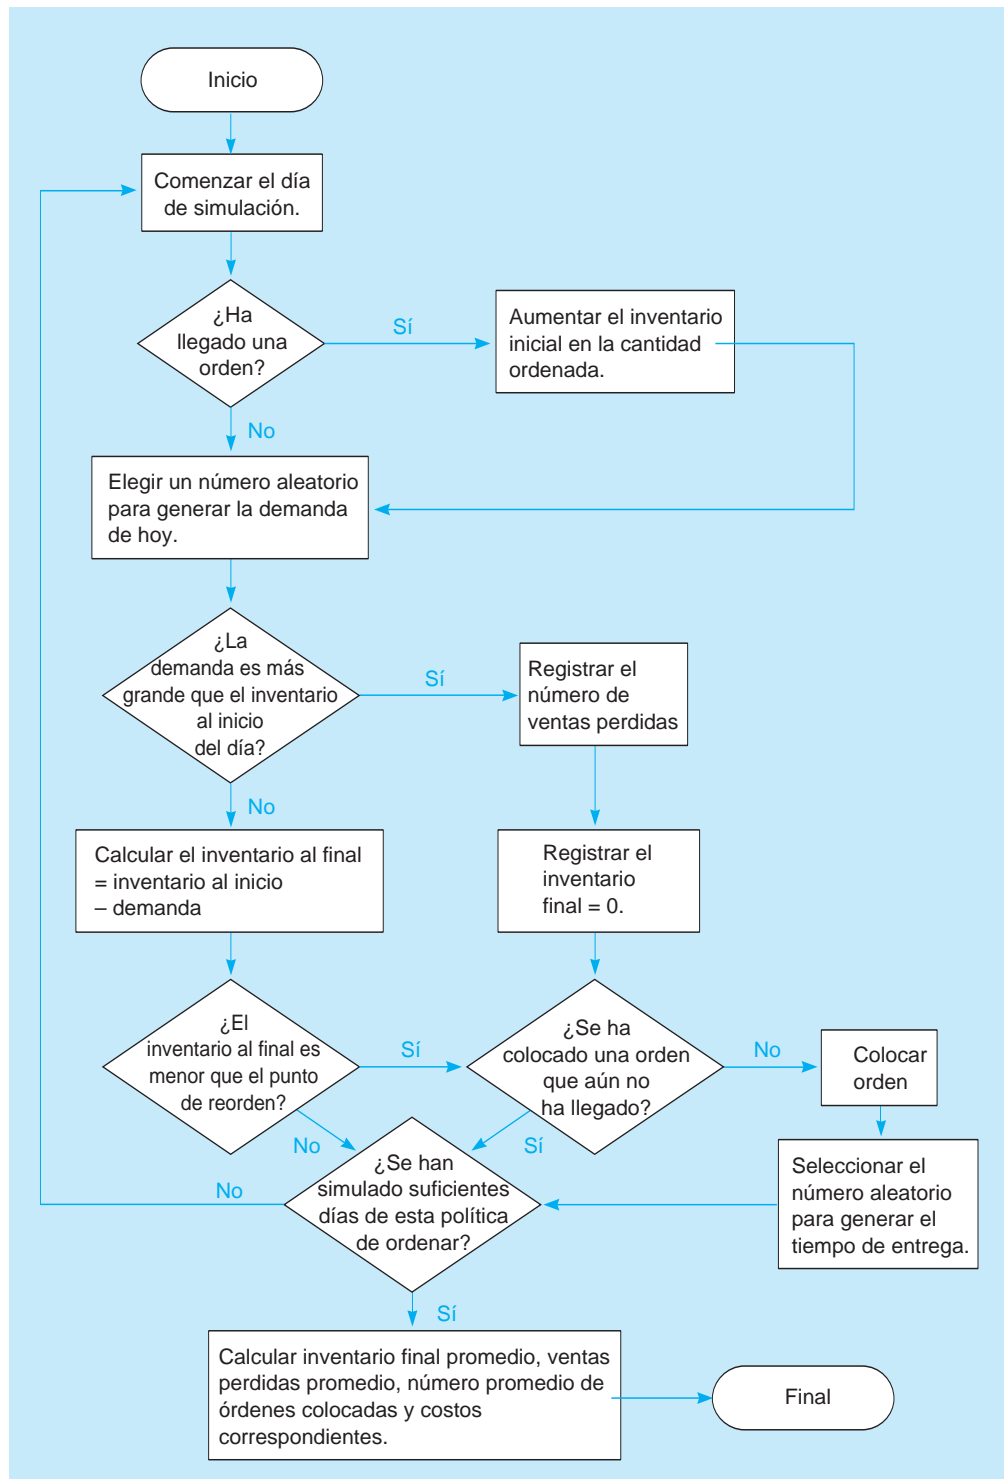 Inicio
Comenzar el día
de simulación.
¿Ha
llegado una
orden?
Sí
Aumentar el inventario
inicial en la cantidad
ordenada.
No
Elegir un número aleatorio
para generar la demanda
de hoy.
¿La
demanda es más
grande que el inventario
al inicio
del día?
Sí
Registrar el
número de
ventas perdidas
No
Calcular el inventario al final
= inventario al inicio
– demanda
Registrar el
inventario
final = 0.
¿El
inventario al final es
menor que el punto
de reorden?
Sí
¿Se ha
colocado una orden
que aún no
ha llegado?
No
Colocar
orden
No
Sí
Seleccionar el
número aleatorio
para generar el
tiempo de entrega.
¿Se han
simulado suficientes
días de esta política
de ordenar?
No
Sí
Calcular inventario final promedio, ventas
perdidas promedio, número promedio de
órdenes colocadas y costos
correspondientes.
Final